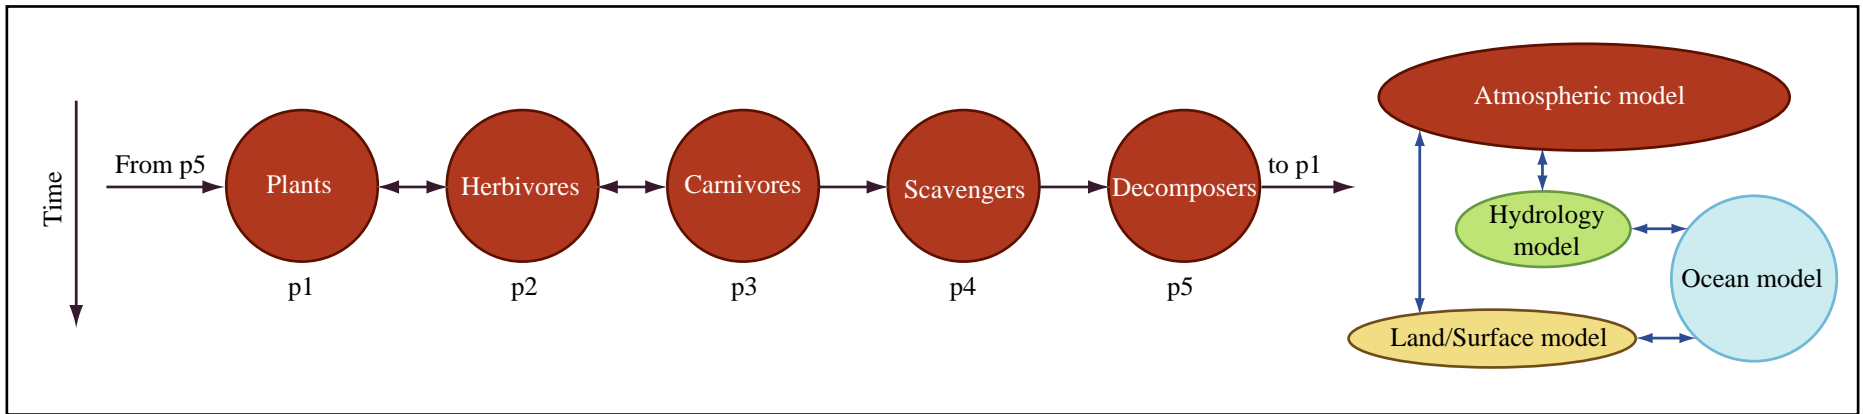 Time
From p5
Plants
Herbivores
Carnivores
Scavengers
Decomposers
to p1
p1
p2
p3
p4
p5
Atmospheric model
Hydrology
model
Ocean model
Land/Surface model